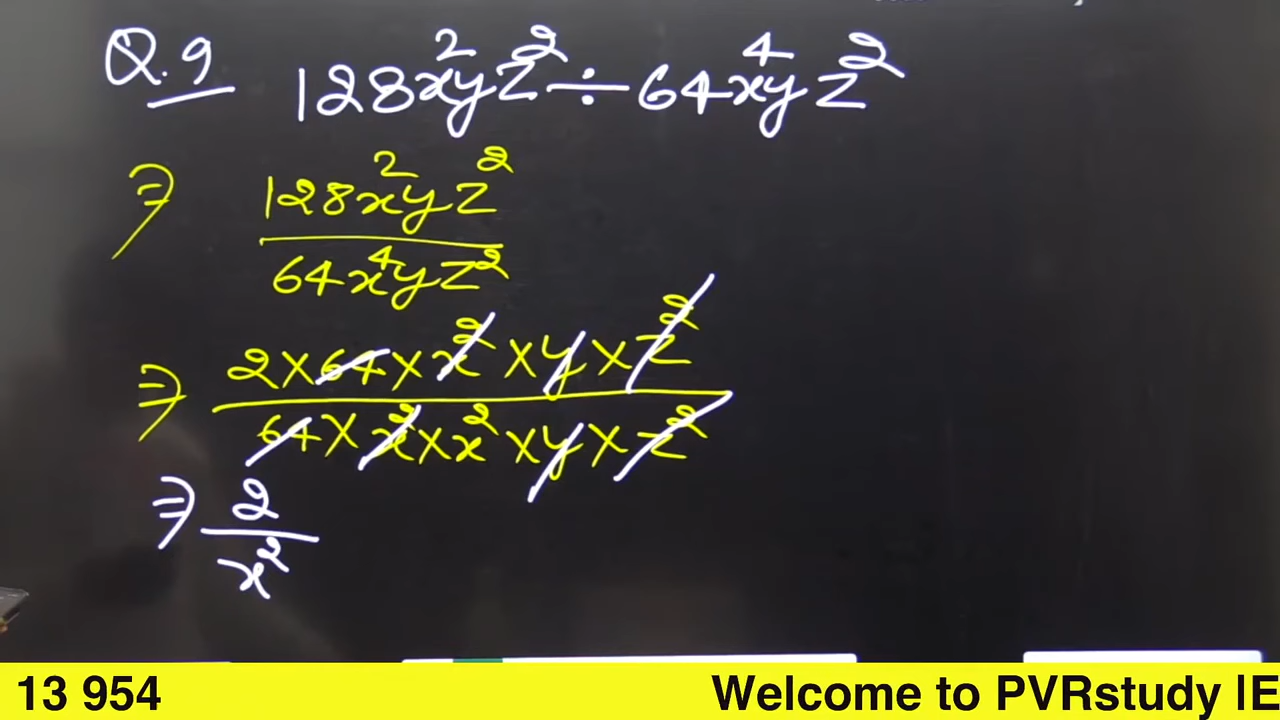 Q.9 128x²yz² ÷ 64x⁴yz²
⇒ 128x²yz²
64x⁴yz²
⇒ 2×64×x²×y×z²
64×x²×x²×y×z²
⇒ 2
x²
13 954 Welcome to PVRstudy |E